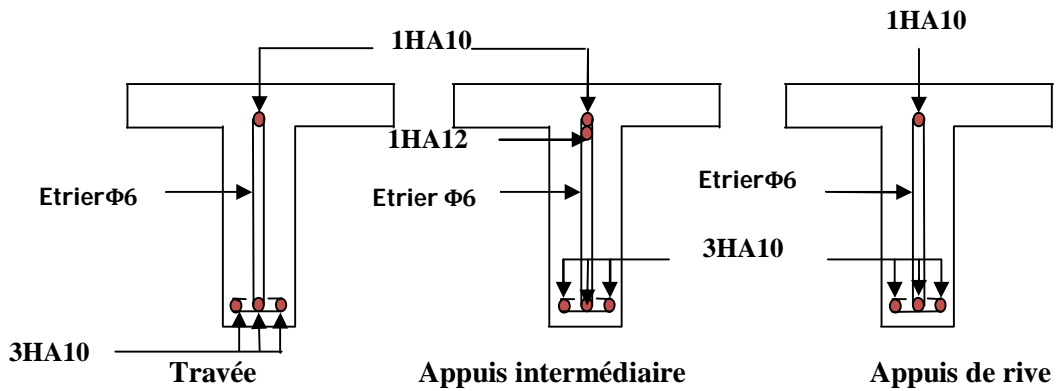 1HA10
1HA10
1HA12
EtrierΦ6
Etrier Φ6
EtrierΦ6
3HA10
3HA10
Travée
Appuis intermédiaire
Appuis de rive